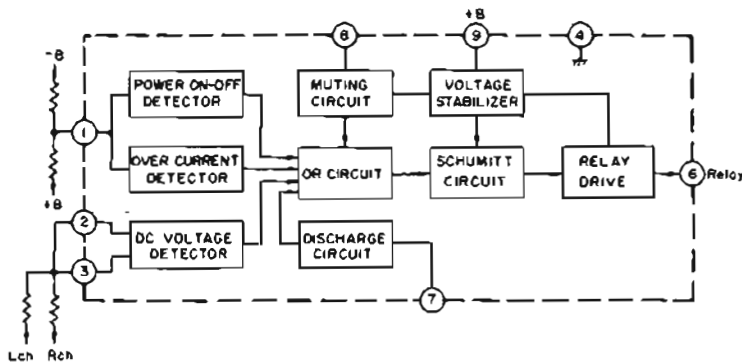 -B
8
+B
9
4
POWER ON-OFF
DETECTOR
MUTING
CIRCUIT
VOLTAGE
STABILIZER
1
OVER CURRENT
DETECTOR
OR CIRCUIT
SCHUMITT
CIRCUIT
RELAY
DRIVE
6 Relay
+B
2
DC VOLTAGE
DETECTOR
DISCHARGE
CIRCUIT
3
7
Lch Rch